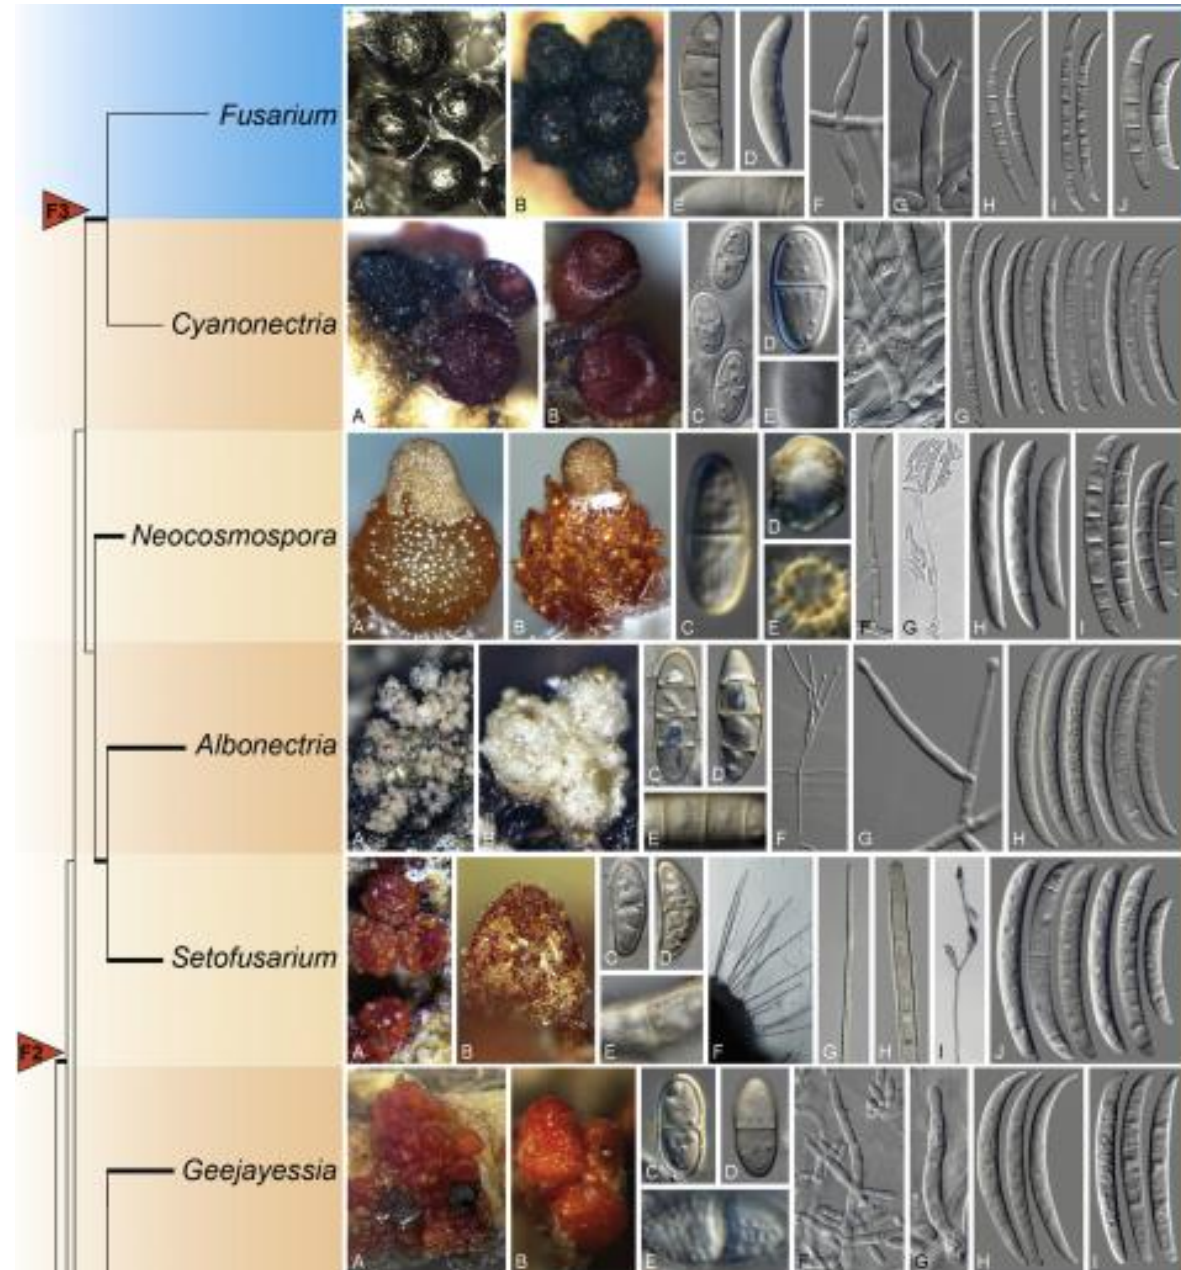 Fusarium
A B C D E F G H I J
F3
Cyanonectria
A B C D E F G
Neocosmospora
A B C D E F G H I
Albonectria
A B C D E F G H
Setofusarium
A B C D E F G H I J
F2
Geejayessia
A B C D E F G H I